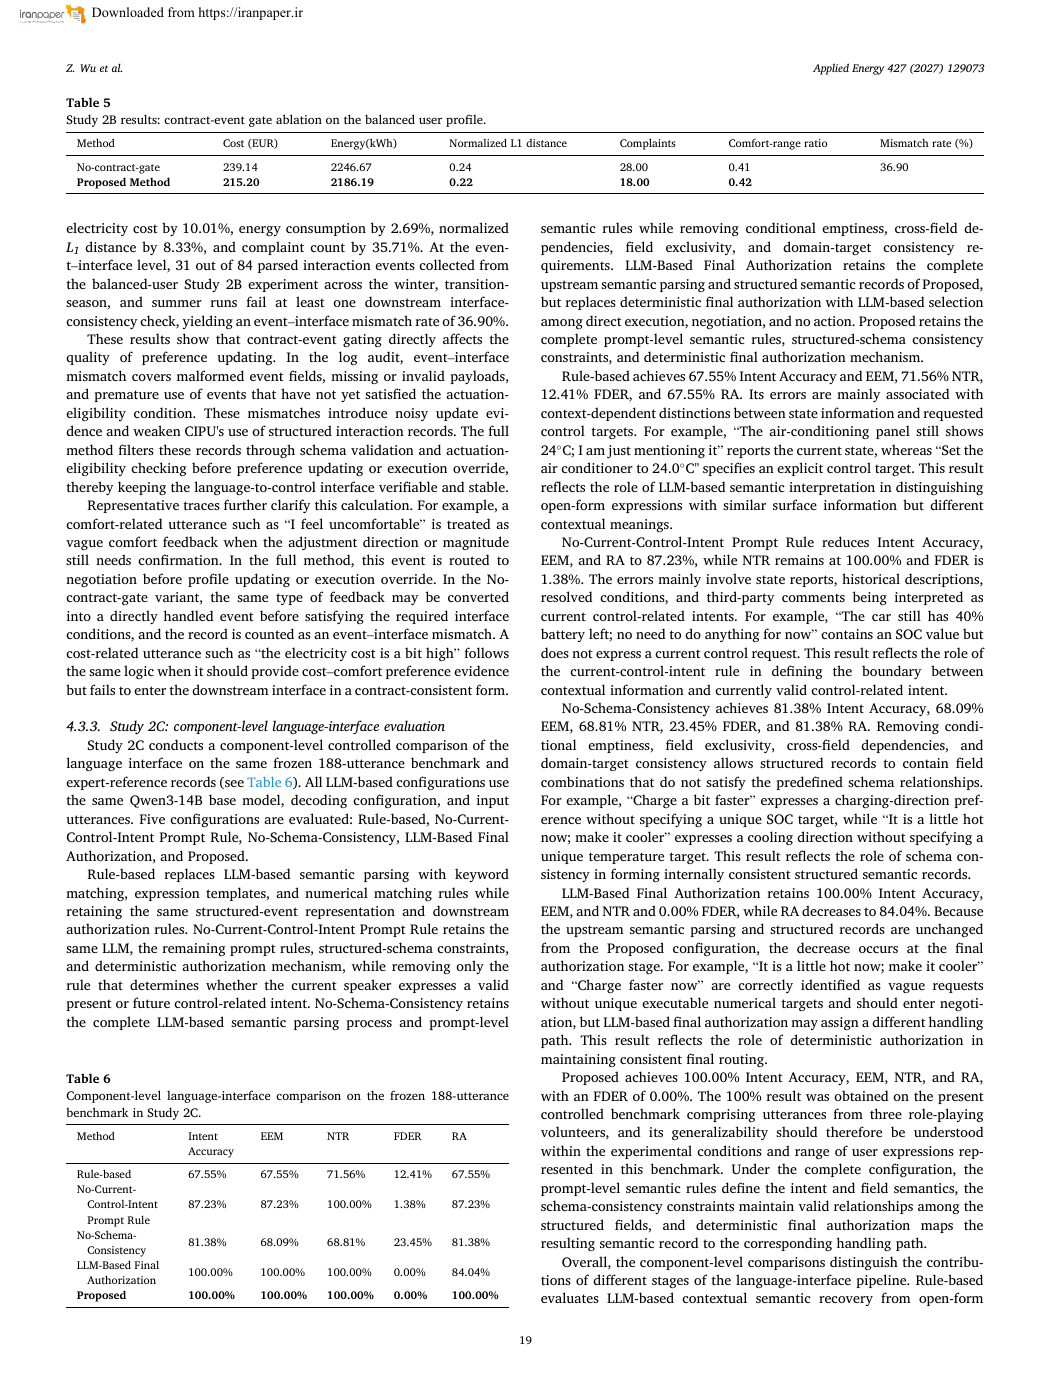 iranpaper
Downloaded from https://iranpaper.ir
Z. Wu et al.
Applied Energy 427 (2027) 129073
Table 5
Study 2B results: contract-event gate ablation on the balanced user profile.
Method Cost (EUR) Energy(kWh) Normalized L1 distance Complaints Comfort-range ratio Mismatch rate (%)
No-contract-gate 239.14 2246.67 0.24 28.00 0.41 36.90
Proposed Method 215.20 2186.19 0.22 18.00 0.42
electricity cost by 10.01%, energy consumption by 2.69%, normalized
L1 distance by 8.33%, and complaint count by 35.71%. At the even-
t–interface level, 31 out of 84 parsed interaction events collected from
the balanced-user Study 2B experiment across the winter, transition-
season, and summer runs fail at least one downstream interface-
consistency check, yielding an event–interface mismatch rate of 36.90%.
These results show that contract-event gating directly affects the
quality of preference updating. In the log audit, event–interface
mismatch covers malformed event fields, missing or invalid payloads,
and premature use of events that have not yet satisfied the actuation-
eligibility condition. These mismatches introduce noisy update evi-
dence and weaken CIPU's use of structured interaction records. The full
method filters these records through schema validation and actuation-
eligibility checking before preference updating or execution override,
thereby keeping the language-to-control interface verifiable and stable.
Representative traces further clarify this calculation. For example, a
comfort-related utterance such as “I feel uncomfortable” is treated as
vague comfort feedback when the adjustment direction or magnitude
still needs confirmation. In the full method, this event is routed to
negotiation before profile updating or execution override. In the No-
contract-gate variant, the same type of feedback may be converted
into a directly handled event before satisfying the required interface
conditions, and the record is counted as an event–interface mismatch. A
cost-related utterance such as “the electricity cost is a bit high” follows
the same logic when it should provide cost–comfort preference evidence
but fails to enter the downstream interface in a contract-consistent form.
4.3.3. Study 2C: component-level language-interface evaluation
Study 2C conducts a component-level controlled comparison of the
language interface on the same frozen 188-utterance benchmark and
expert-reference records (see Table 6). All LLM-based configurations use
the same Qwen3-14B base model, decoding configuration, and input
utterances. Five configurations are evaluated: Rule-based, No-Current-
Control-Intent Prompt Rule, No-Schema-Consistency, LLM-Based Final
Authorization, and Proposed.
Rule-based replaces LLM-based semantic parsing with keyword
matching, expression templates, and numerical matching rules while
retaining the same structured-event representation and downstream
authorization rules. No-Current-Control-Intent Prompt Rule retains the
same LLM, the remaining prompt rules, structured-schema constraints,
and deterministic authorization mechanism, while removing only the
rule that determines whether the current speaker expresses a valid
present or future control-related intent. No-Schema-Consistency retains
the complete LLM-based semantic parsing process and prompt-level
Table 6
Component-level language-interface comparison on the frozen 188-utterance
benchmark in Study 2C.
Method Intent EEM NTR FDER RA
Accuracy
Rule-based 67.55% 67.55% 71.56% 12.41% 67.55%
No-Current-
Control-Intent 87.23% 87.23% 100.00% 1.38% 87.23%
Prompt Rule
No-Schema-
Consistency 81.38% 68.09% 68.81% 23.45% 81.38%
LLM-Based Final
Authorization 100.00% 100.00% 100.00% 0.00% 84.04%
Proposed 100.00% 100.00% 100.00% 0.00% 100.00%
semantic rules while removing conditional emptiness, cross-field de-
pendencies, field exclusivity, and domain-target consistency re-
quirements. LLM-Based Final Authorization retains the complete
upstream semantic parsing and structured semantic records of Proposed,
but replaces deterministic final authorization with LLM-based selection
among direct execution, negotiation, and no action. Proposed retains the
complete prompt-level semantic rules, structured-schema consistency
constraints, and deterministic final authorization mechanism.
Rule-based achieves 67.55% Intent Accuracy and EEM, 71.56% NTR,
12.41% FDER, and 67.55% RA. Its errors are mainly associated with
context-dependent distinctions between state information and requested
control targets. For example, “The air-conditioning panel still shows
24°C; I am just mentioning it” reports the current state, whereas “Set the
air conditioner to 24.0°C" specifies an explicit control target. This result
reflects the role of LLM-based semantic interpretation in distinguishing
open-form expressions with similar surface information but different
contextual meanings.
No-Current-Control-Intent Prompt Rule reduces Intent Accuracy,
EEM, and RA to 87.23%, while NTR remains at 100.00% and FDER is
1.38%. The errors mainly involve state reports, historical descriptions,
resolved conditions, and third-party comments being interpreted as
current control-related intents. For example, “The car still has 40%
battery left; no need to do anything for now” contains an SOC value but
does not express a current control request. This result reflects the role of
the current-control-intent rule in defining the boundary between
contextual information and currently valid control-related intent.
No-Schema-Consistency achieves 81.38% Intent Accuracy, 68.09%
EEM, 68.81% NTR, 23.45% FDER, and 81.38% RA. Removing condi-
tional emptiness, field exclusivity, cross-field dependencies, and
domain-target consistency allows structured records to contain field
combinations that do not satisfy the predefined schema relationships.
For example, “Charge a bit faster” expresses a charging-direction pref-
erence without specifying a unique SOC target, while “It is a little hot
now; make it cooler” expresses a cooling direction without specifying a
unique temperature target. This result reflects the role of schema con-
sistency in forming internally consistent structured semantic records.
LLM-Based Final Authorization retains 100.00% Intent Accuracy,
EEM, and NTR and 0.00% FDER, while RA decreases to 84.04%. Because
the upstream semantic parsing and structured records are unchanged
from the Proposed configuration, the decrease occurs at the final
authorization stage. For example, “It is a little hot now; make it cooler”
and “Charge faster now” are correctly identified as vague requests
without unique executable numerical targets and should enter negoti-
ation, but LLM-based final authorization may assign a different handling
path. This result reflects the role of deterministic authorization in
maintaining consistent final routing.
Proposed achieves 100.00% Intent Accuracy, EEM, NTR, and RA,
with an FDER of 0.00%. The 100% result was obtained on the present
controlled benchmark comprising utterances from three role-playing
volunteers, and its generalizability should therefore be understood
within the experimental conditions and range of user expressions rep-
resented in this benchmark. Under the complete configuration, the
prompt-level semantic rules define the intent and field semantics, the
schema-consistency constraints maintain valid relationships among the
structured fields, and deterministic final authorization maps the
resulting semantic record to the corresponding handling path.
Overall, the component-level comparisons distinguish the contribu-
tions of different stages of the language-interface pipeline. Rule-based
evaluates LLM-based contextual semantic recovery from open-form
19